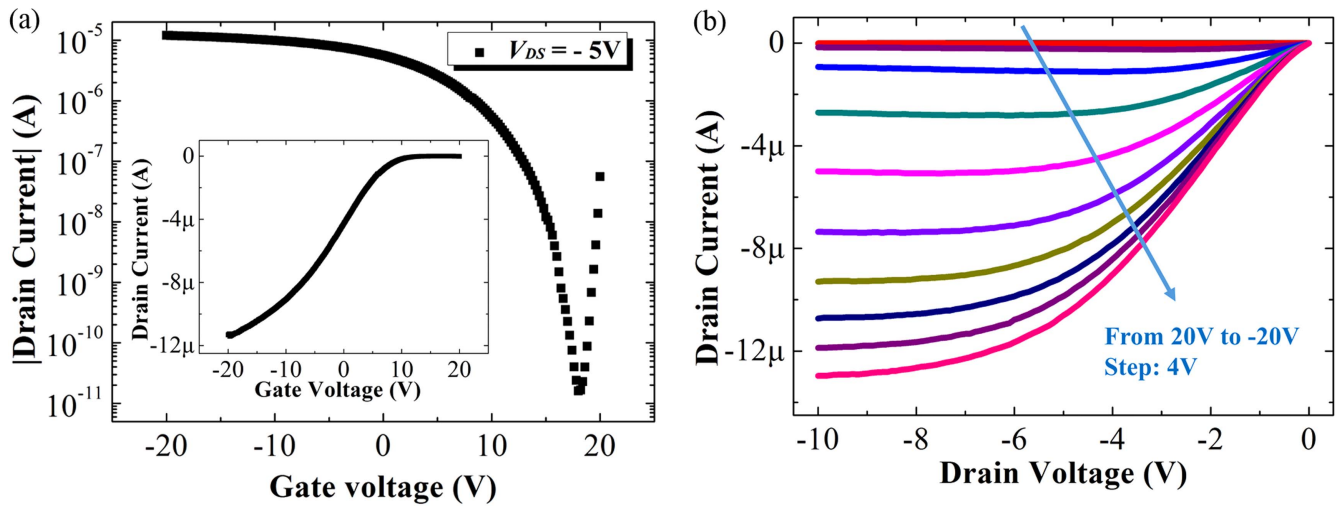 (a)
|Drain Current| (A)
10⁻⁵
10⁻⁶
10⁻⁷
10⁻⁸
10⁻⁹
10⁻¹⁰
10⁻¹¹
■ V_DS = - 5V
Drain Current (A)
0
-4μ
-8μ
-12μ
-20 -10 0 10 20
Gate Voltage (V)
-20 -10 0 10 20
Gate voltage (V)
(b)
Drain Current (A)
0
-4μ
-8μ
-12μ
From 20V to -20V
Step: 4V
-10 -8 -6 -4 -2 0
Drain Voltage (V)